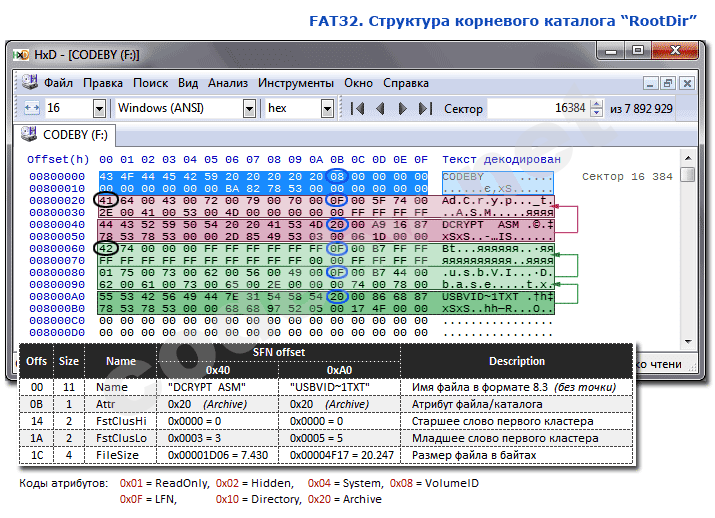 FAT32. Структура корневого каталога “RootDir”
HxD - [CODEBY (F:)]
Файл Правка Поиск Вид Анализ Инструменты Окно Справка
16 Windows (ANSI) hex Сектор 16384 из 7 892 929
CODEBY (F:)
Offset(h) 00 01 02 03 04 05 06 07 08 09 0A 0B 0C 0D 0E 0F Текст декодирован
00800000 43 4F 44 45 42 59 20 20 20 20 20 08 00 00 00 00 CODEBY ..... Сектор 16 384
00800010 00 00 00 00 00 00 BA 82 78 53 00 00 00 00 00 00 ......є‚xS......
00800020 41 64 00 43 00 72 00 79 00 70 00 0F 00 5F 74 00 Ad.C.r.y.p..._t.
00800030 2E 00 41 00 53 00 4D 00 00 00 00 00 FF FF FF FF ..A.S.M.....яяяя
00800040 44 43 52 59 50 54 20 20 41 53 4D 20 00 A9 16 87 DCRYPT ASM .©.‡
00800050 78 53 78 53 00 00 2D 85 49 53 03 00 06 1D 00 00 xSxS..-…IS......
00800060 42 74 00 00 00 FF FF FF FF FF FF 0F 00 B7 FF FF Bt...яяяяяя..·яя
00800070 FF FF FF FF FF FF FF FF FF FF 00 00 FF FF FF FF яяяяяяяяяя..яяяя
00800080 01 75 00 73 00 62 00 56 00 49 00 0F 00 B7 44 00 .u.s.b.V.I...·D.
00800090 62 00 61 00 73 00 65 00 2E 00 00 00 74 00 78 00 b.a.s.e.....t.x.
008000A0 55 53 42 56 49 44 7E 31 54 58 54 20 00 86 68 87 USBVID~1TXT .†h‡
008000B0 78 53 78 53 00 00 68 68 97 52 05 00 17 4F 00 00 xSxS..hh—R...O..
008000C0 00 00 00 00 00 00 00 00 00 00 00 00 00 00 00 00 ................
008000D0 00 00 00 00 00 00 00 00 00 00 00 00 00 00 00 00 ................
ко чтени
Offs Size Name SFN offset Description
0x40 0xA0
00 11 Name "DCRYPT ASM" "USBVID~1TXT" Имя файла в формате 8.3 (без точки)
0B 1 Attr 0x20 (Archive) 0x20 (Archive) Атрибут файла/каталога
14 2 FstClusHi 0x0000 = 0 0x0000 = 0 Старшее слово первого кластера
1A 2 FstClusLo 0x0003 = 3 0x0005 = 5 Младшее слово первого кластера
1C 4 FileSize 0x00001D06 = 7.430 0x00004F17 = 20.247 Размер файла в байтах
Коды атрибутов: 0x01 = ReadOnly, 0x02 = Hidden, 0x04 = System, 0x08 = VolumeID
0x0F = LFN, 0x10 = Directory, 0x20 = Archive